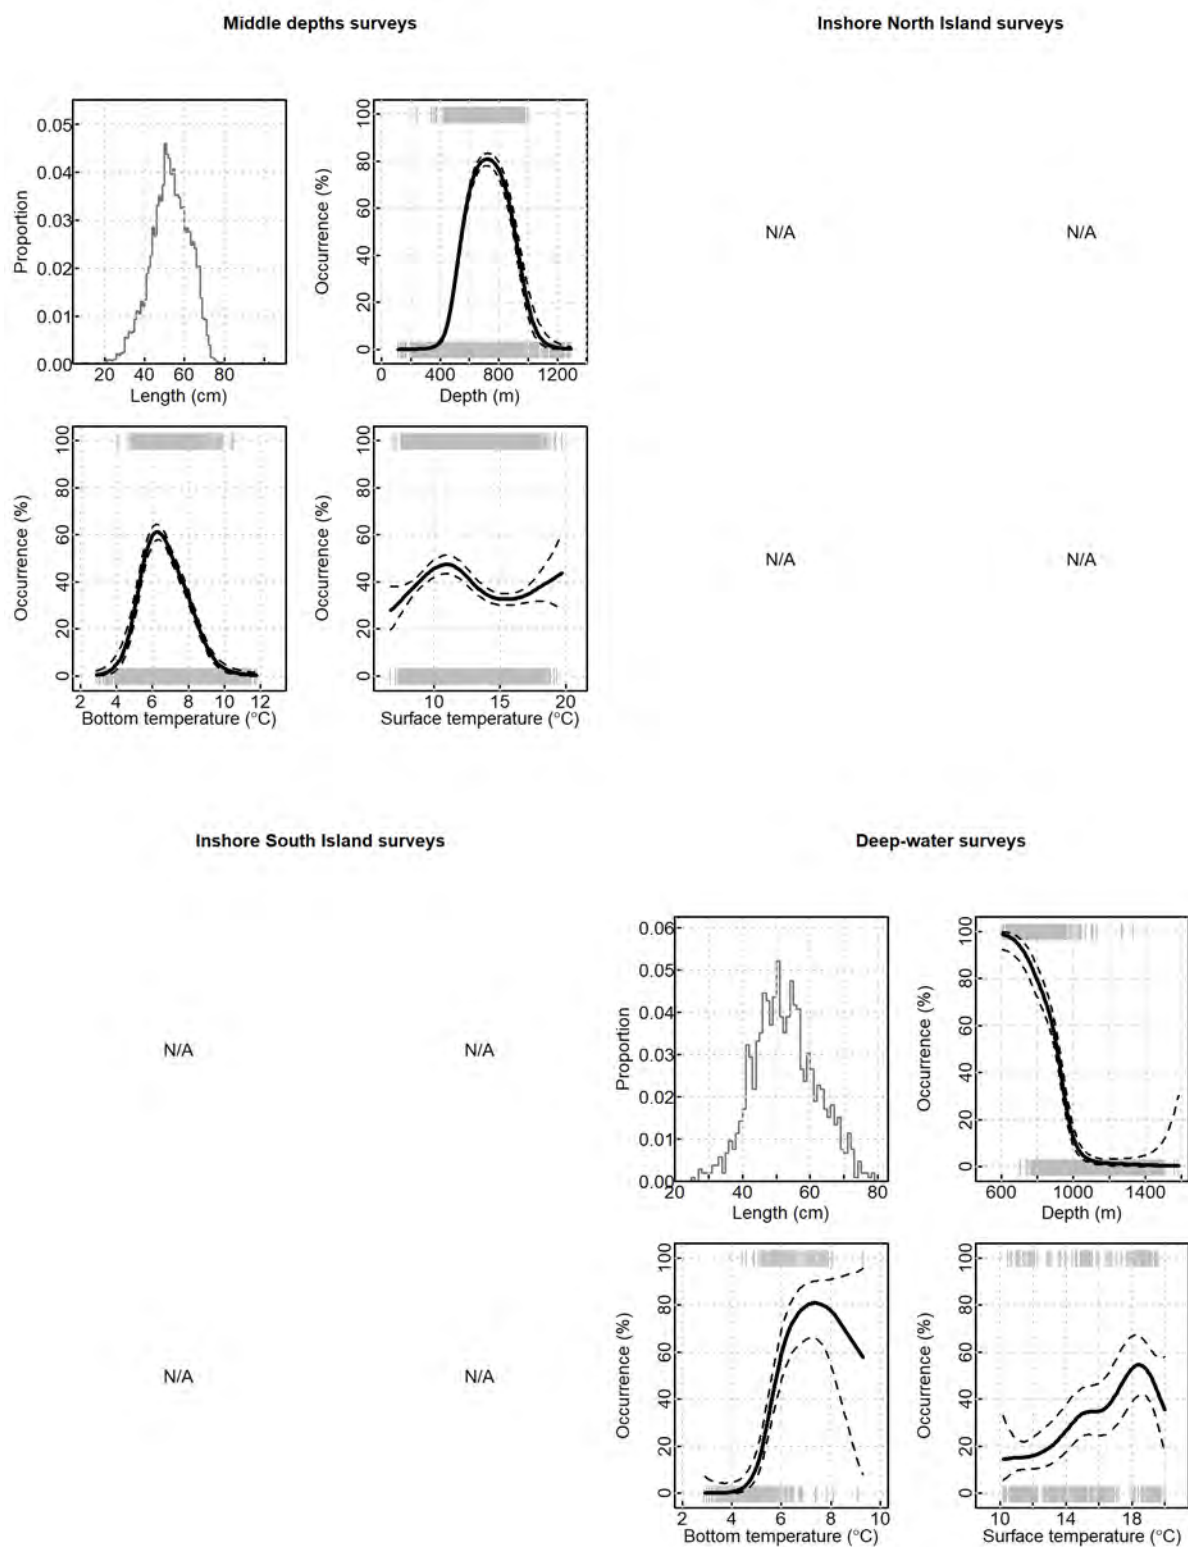 Middle depths surveys
Inshore North Island surveys
0.05
0.04
0.03
0.02
0.01
0.00
Proportion
20 40 60 80
Length (cm)
100
80
60
40
20
0
Occurrence (%)
0 400 800 1200
Depth (m)
N/A
N/A
100
80
60
40
20
0
Occurrence (%)
2 4 6 8 10 12
Bottom temperature (°C)
100
80
60
40
20
0
Occurrence (%)
10 15 20
Surface temperature (°C)
N/A
N/A
Inshore South Island surveys
Deep-water surveys
N/A
N/A
0.06
0.05
0.04
0.03
0.02
0.01
0.00
Proportion
20 40 60 80
Length (cm)
100
80
60
40
20
0
Occurrence (%)
600 1000 1400
Depth (m)
N/A
N/A
100
80
60
40
20
0
Occurrence (%)
2 4 6 8 10
Bottom temperature (°C)
100
80
60
40
20
0
Occurrence (%)
10 14 18
Surface temperature (°C)